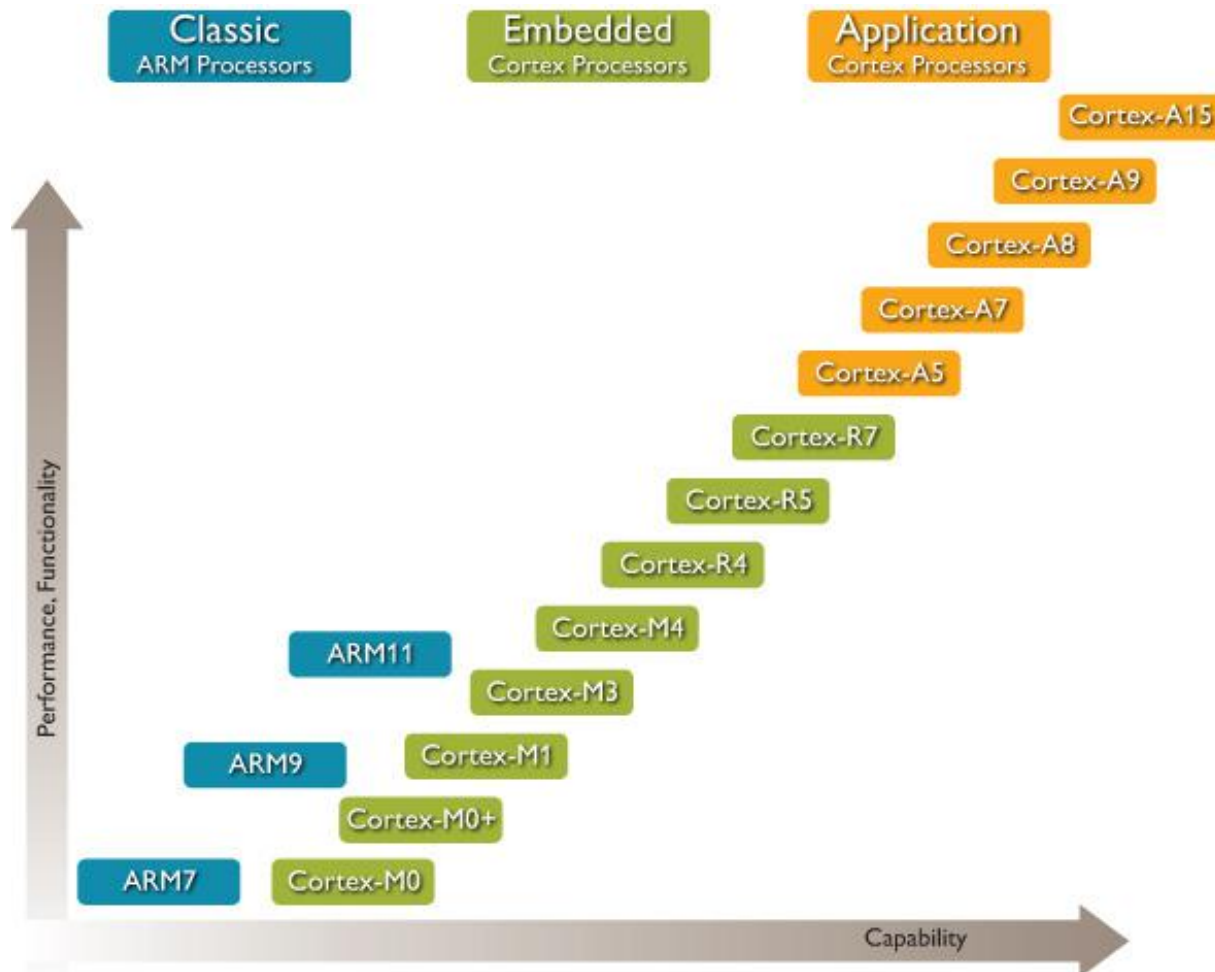 Classic
ARM Processors
Embedded
Cortex Processors
Application
Cortex Processors
Cortex-A15
Cortex-A9
Cortex-A8
Cortex-A7
Cortex-A5
Cortex-R7
Cortex-R5
Cortex-R4
Cortex-M4
ARM11
Cortex-M3
Cortex-M1
ARM9
Cortex-M0+
ARM7
Cortex-M0
Performance, Functionality
Capability